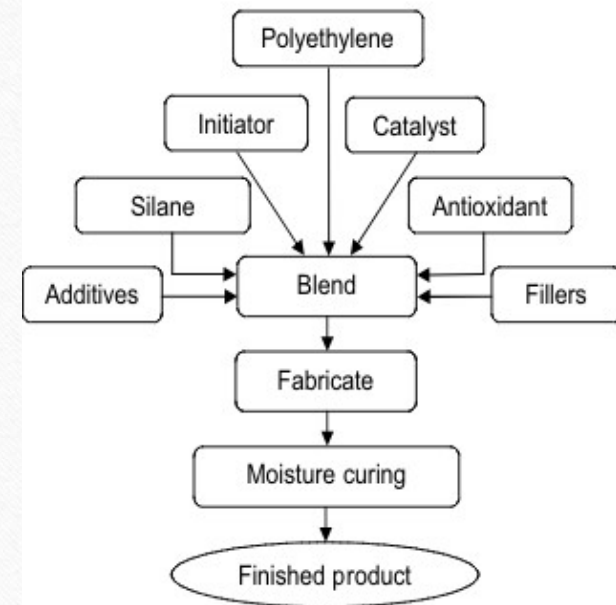 Polyethylene
Initiator
Catalyst
Silane
Antioxidant
Additives
Blend
Fillers
Fabricate
Moisture curing
Finished product